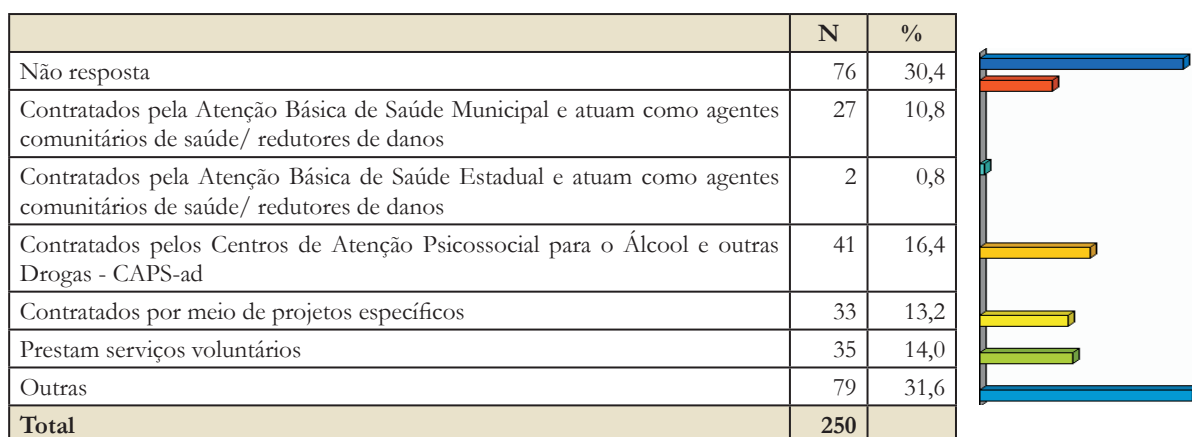 N %
Não resposta 76 30,4
Contratados pela Atenção Básica de Saúde Municipal e atuam como agentes 27 10,8
comunitários de saúde/ redutores de danos
Contratados pela Atenção Básica de Saúde Estadual e atuam como agentes 2 0,8
comunitários de saúde/ redutores de danos
Contratados pelos Centros de Atenção Psicossocial para o Álcool e outras 41 16,4
Drogas - CAPS-ad
Contratados por meio de projetos específicos 33 13,2
Prestam serviços voluntários 35 14,0
Outras 79 31,6
Total 250